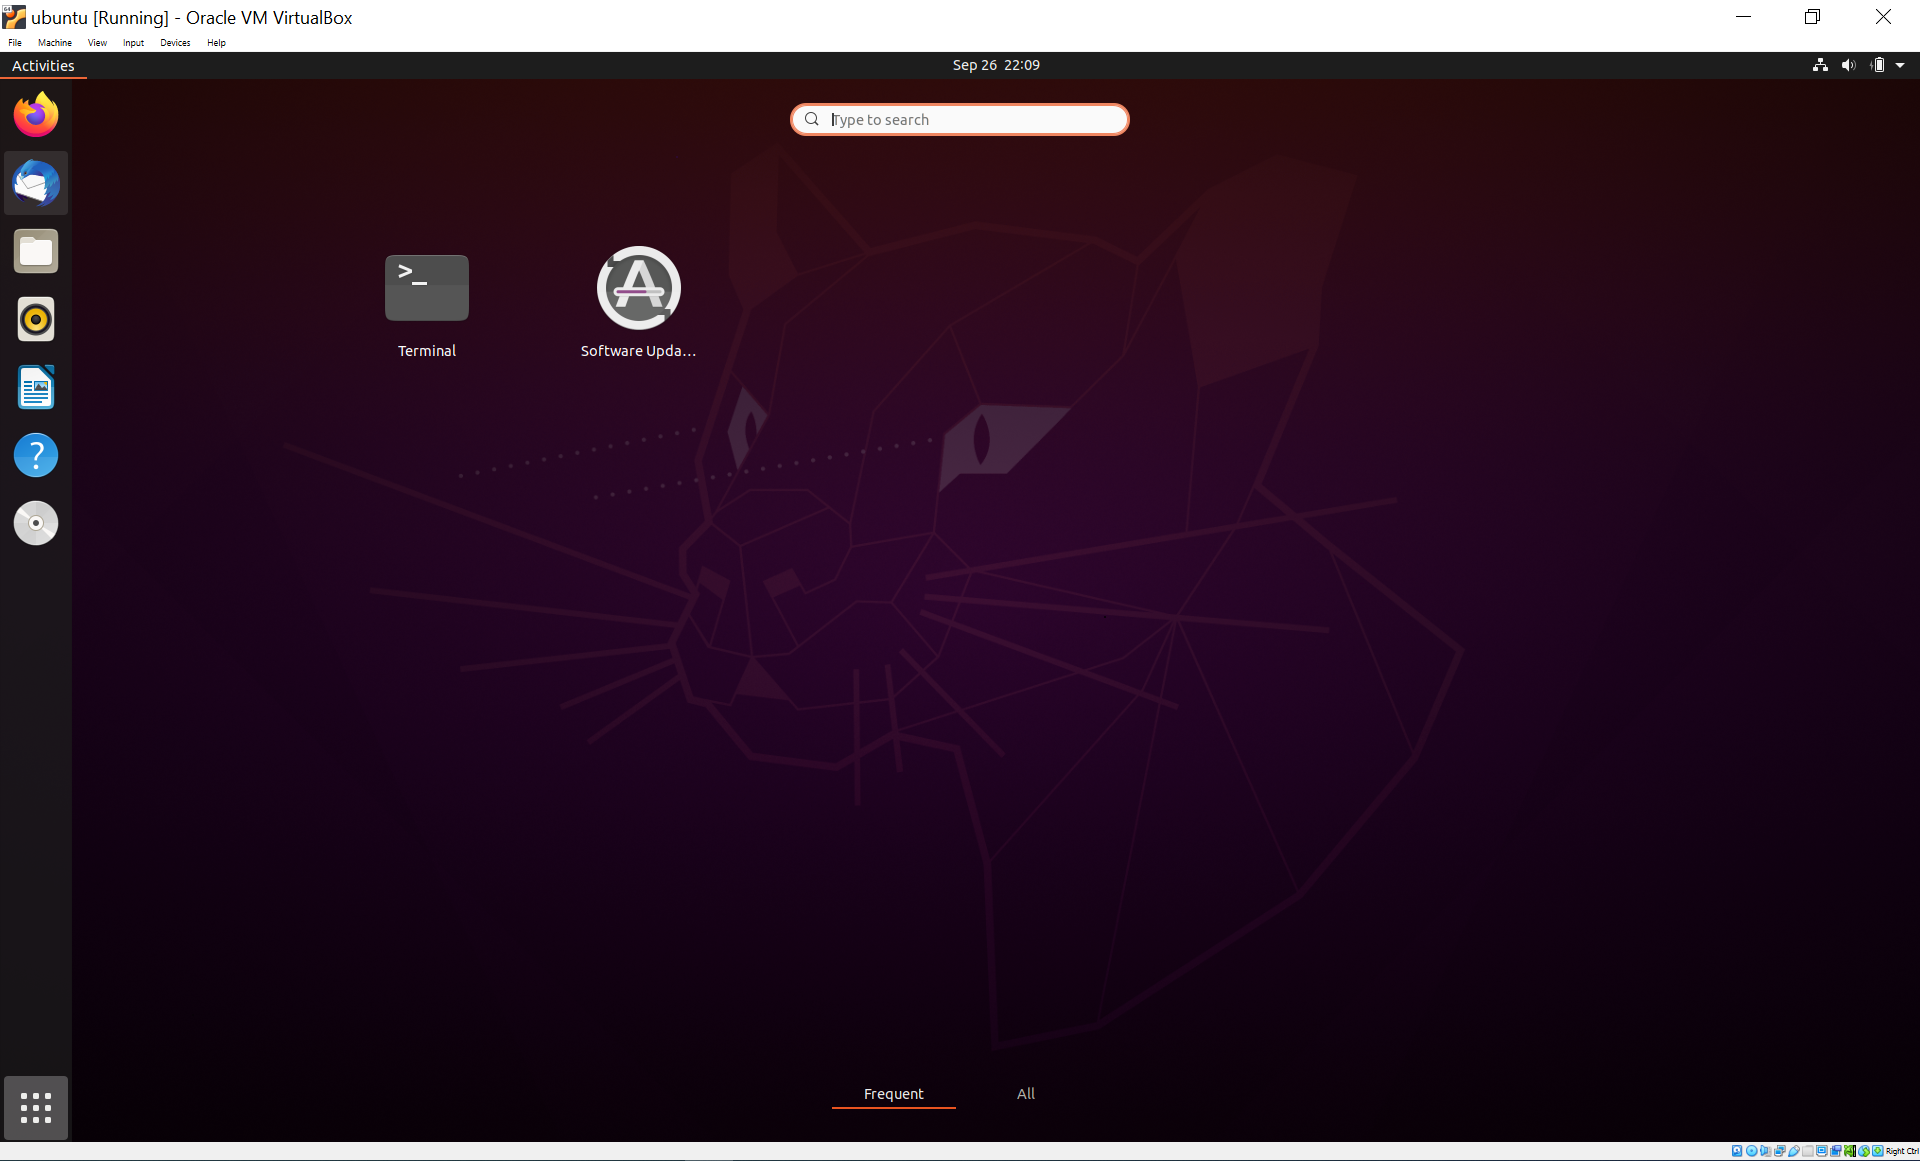 ubuntu [Running] - Oracle VM VirtualBox
File Machine View Input Devices Help
Activities
Sep 26 22:09
Type to search
>_
Terminal
Software Upda...
?
Frequent
All
Right Ctrl